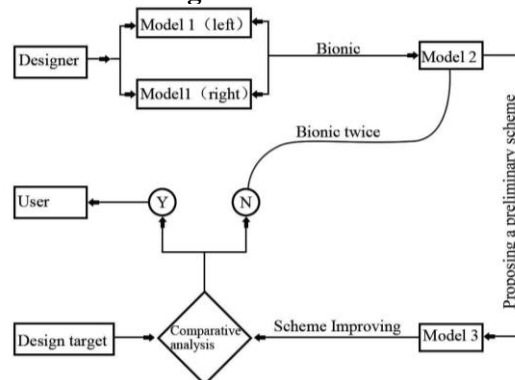 Model 1（left）
Designer
Bionic
Model 2
Model1（right）
Bionic twice
Proposing a preliminary scheme
User
Y
N
Design target
Comparative
analysis
Scheme Improving
Model 3